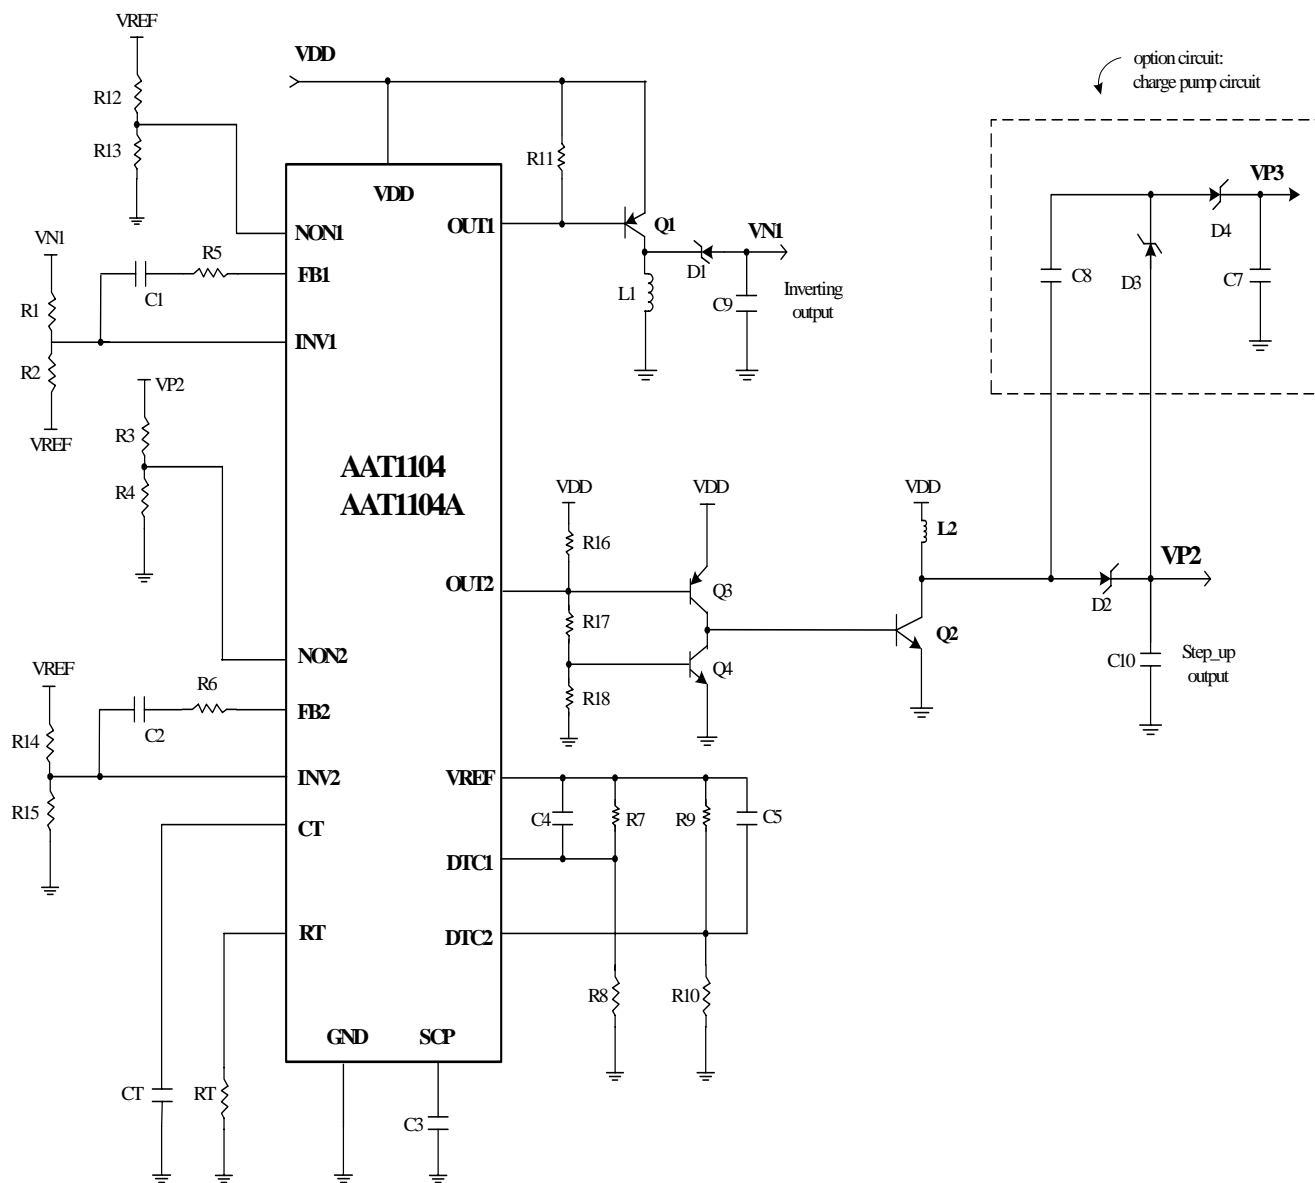 VREF
R12
R13
VDD
option circuit:
charge pump circuit
VDD
R11
OUT1
Q1
VN1
D1
L1
C9
Inverting
output
VP3
D4
C8
D3
C7
NON1
VN1
R5
FB1
C1
R1
INV1
R2
VREF
VP2
R3
R4
AAT1104
AAT1104A
VDD
VDD
VDD
R16
L2
OUT2
Q3
VP2
D2
R17
Q2
Q4
R18
C10
Step_up
output
NON2
VREF
R6
FB2
C2
R14
INV2
R15
CT
VREF
C4
R7
R9
C5
DTC1
RT
DTC2
R8
R10
GND
SCP
CT
RT
C3